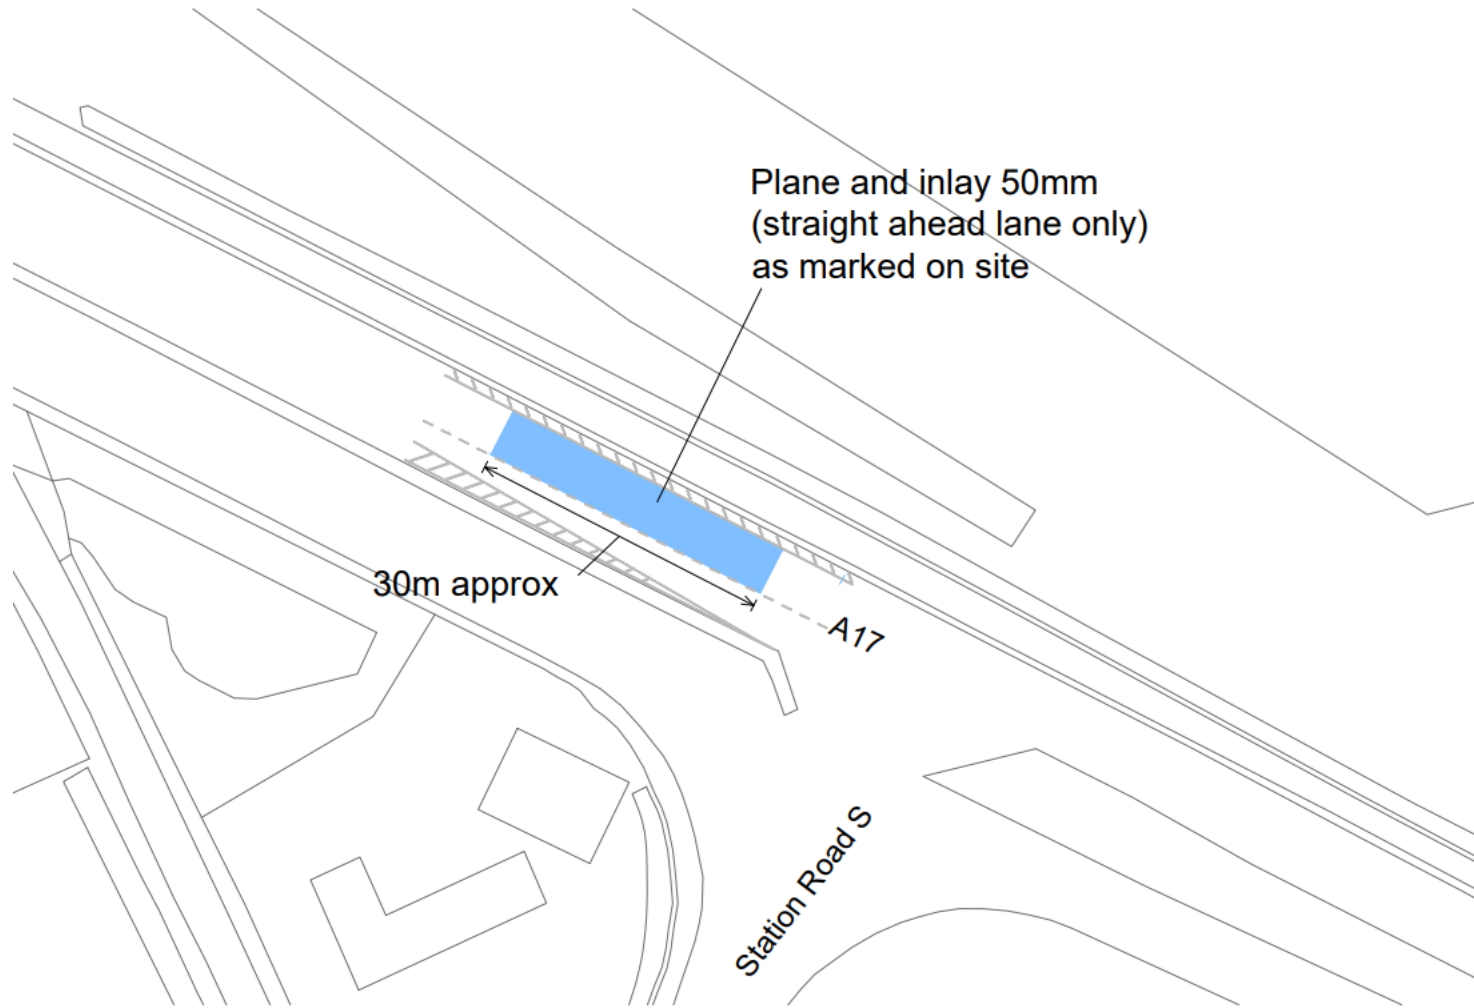 Plane and inlay 50mm
(straight ahead lane only)
as marked on site
30m approx
A17
Station Road S